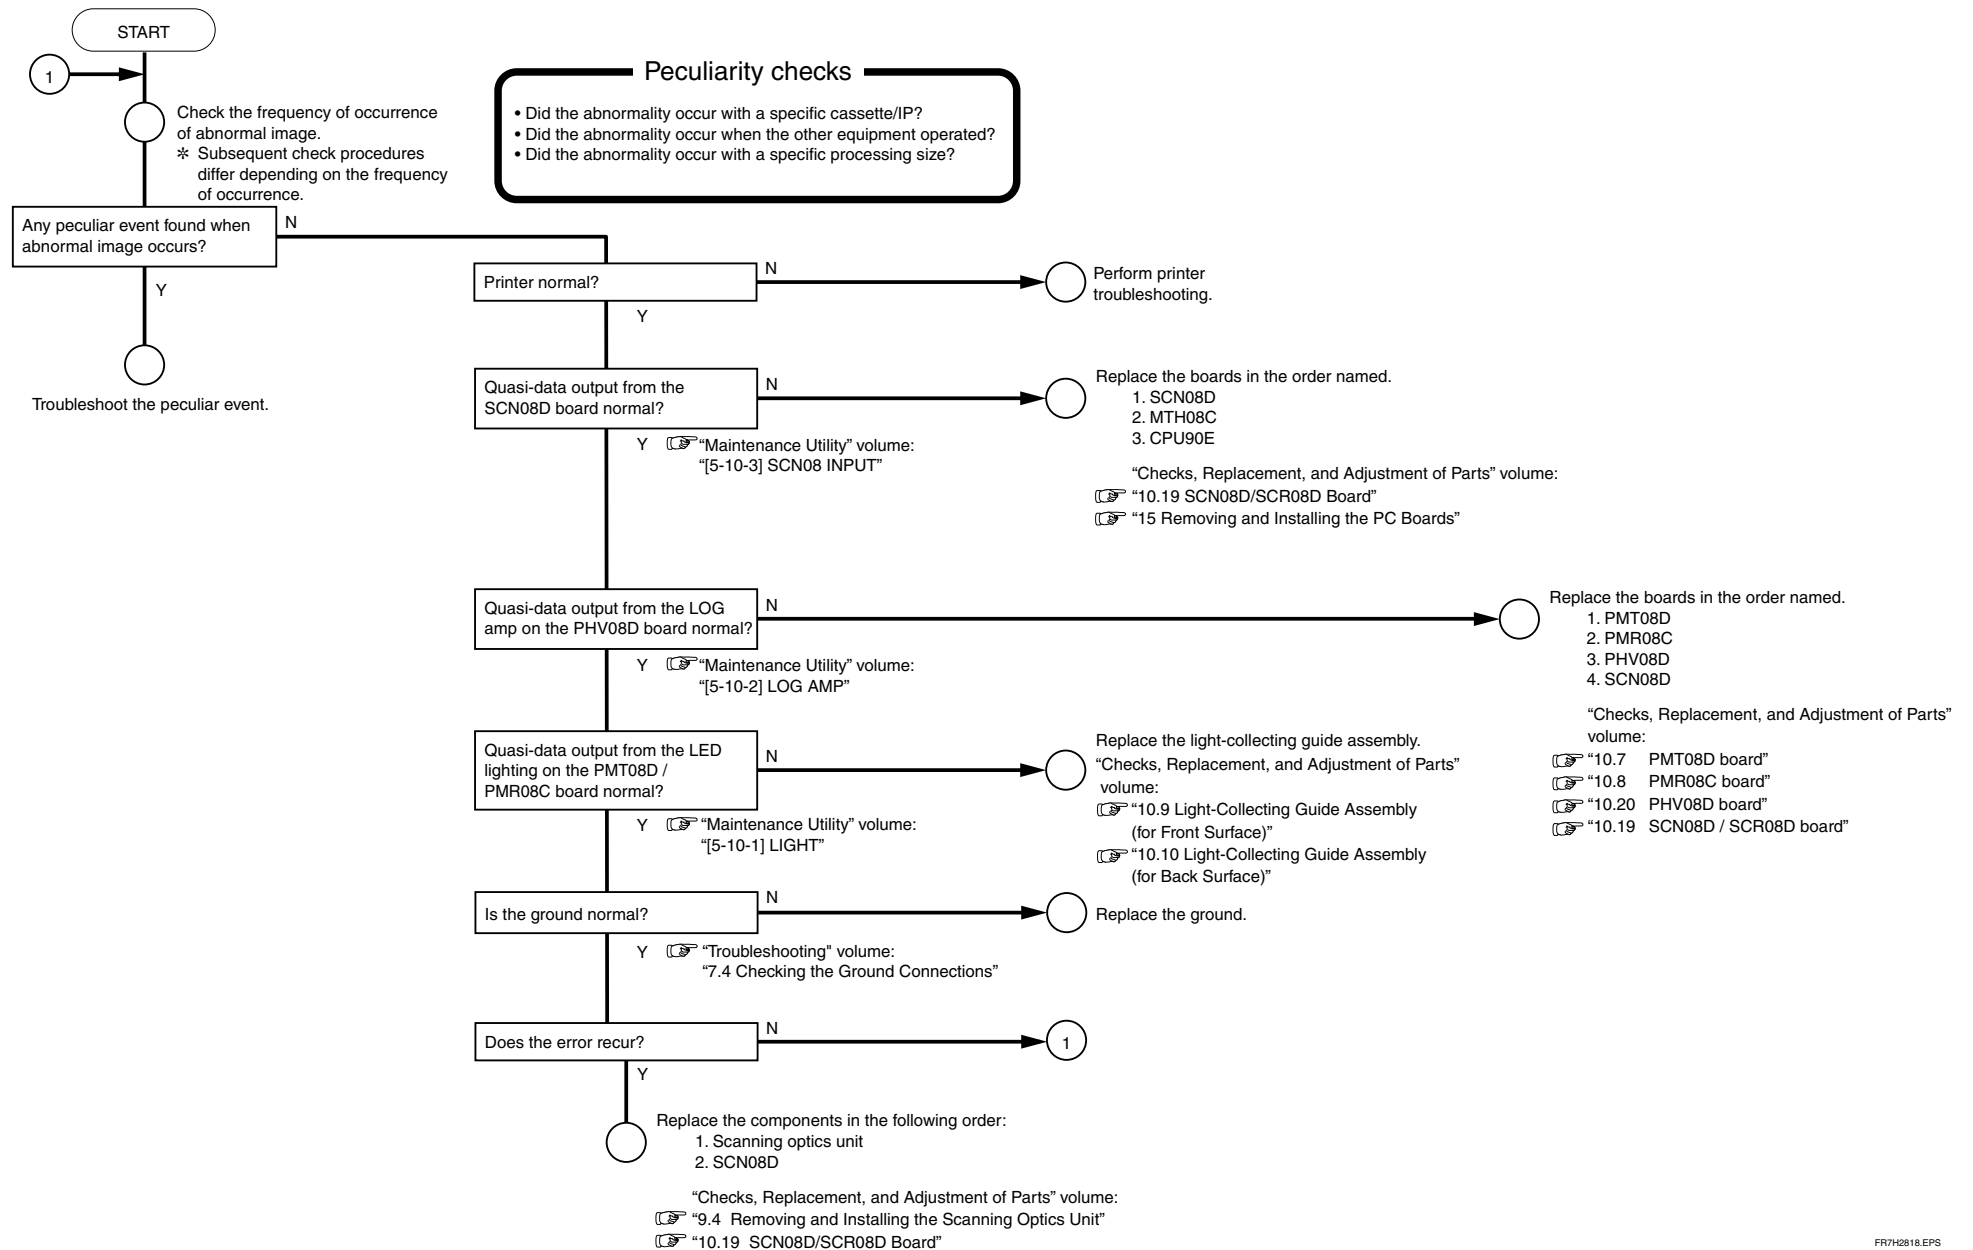 START
1
Check the frequency of occurrence
of abnormal image.
✻ Subsequent check procedures
differ depending on the frequency
of occurrence.
Peculiarity checks
• Did the abnormality occur with a specific cassette/IP?
• Did the abnormality occur when the other equipment operated?
• Did the abnormality occur with a specific processing size?
Any peculiar event found when
abnormal image occurs?
N
Y
Troubleshoot the peculiar event.
Printer normal?
N
Perform printer
troubleshooting.
Y
Quasi-data output from the
SCN08D board normal?
N
Replace the boards in the order named.
1. SCN08D
2. MTH08C
3. CPU90E
“Checks, Replacement, and Adjustment of Parts” volume:
“10.19 SCN08D/SCR08D Board”
“15 Removing and Installing the PC Boards”
Y
“Maintenance Utility” volume:
“[5-10-3] SCN08 INPUT”
Quasi-data output from the LOG
amp on the PHV08D board normal?
N
Replace the boards in the order named.
1. PMT08D
2. PMR08C
3. PHV08D
4. SCN08D
“Checks, Replacement, and Adjustment of Parts”
volume:
“10.7 PMT08D board”
“10.8 PMR08C board”
“10.20 PHV08D board”
“10.19 SCN08D / SCR08D board”
Y
“Maintenance Utility” volume:
“[5-10-2] LOG AMP”
Quasi-data output from the LED
lighting on the PMT08D /
PMR08C board normal?
N
Replace the light-collecting guide assembly.
“Checks, Replacement, and Adjustment of Parts”
volume:
“10.9 Light-Collecting Guide Assembly
(for Front Surface)”
“10.10 Light-Collecting Guide Assembly
(for Back Surface)”
Y
“Maintenance Utility” volume:
“[5-10-1] LIGHT”
Is the ground normal?
N
Replace the ground.
Y
“Troubleshooting" volume:
“7.4 Checking the Ground Connections”
Does the error recur?
N
1
Y
Replace the components in the following order:
1. Scanning optics unit
2. SCN08D
“Checks, Replacement, and Adjustment of Parts” volume:
“9.4 Removing and Installing the Scanning Optics Unit”
“10.19 SCN08D/SCR08D Board”
FR7H2818.EPS